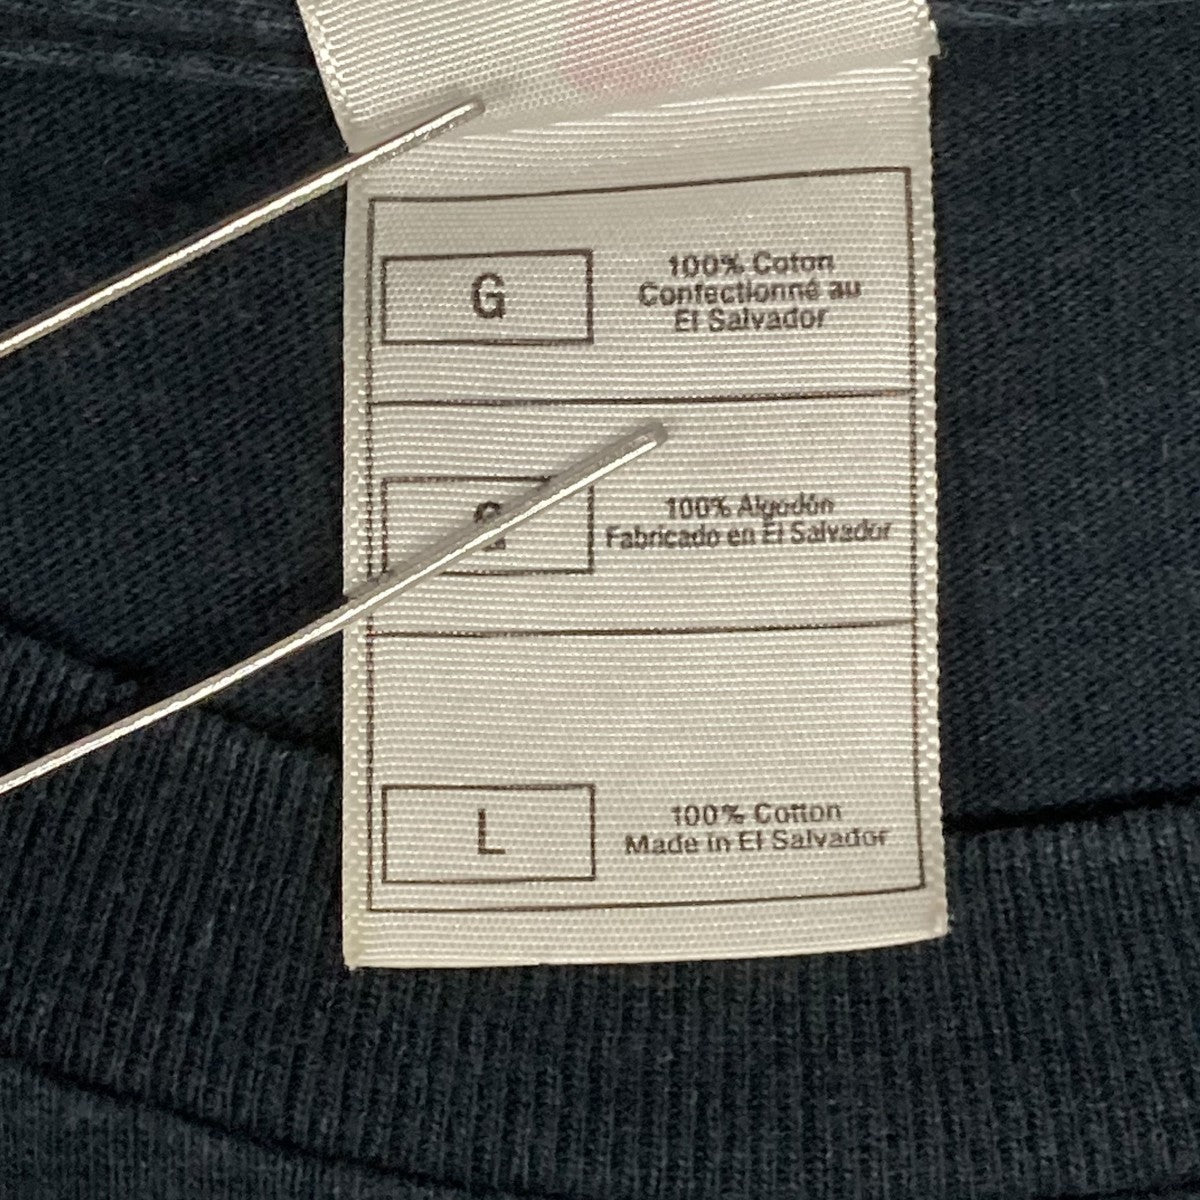 G
100% Coton
Confectionné au
El Salvador
G
100% Algodón
Fabricado en El Salvador
L
100% Cotton
Made in El Salvador